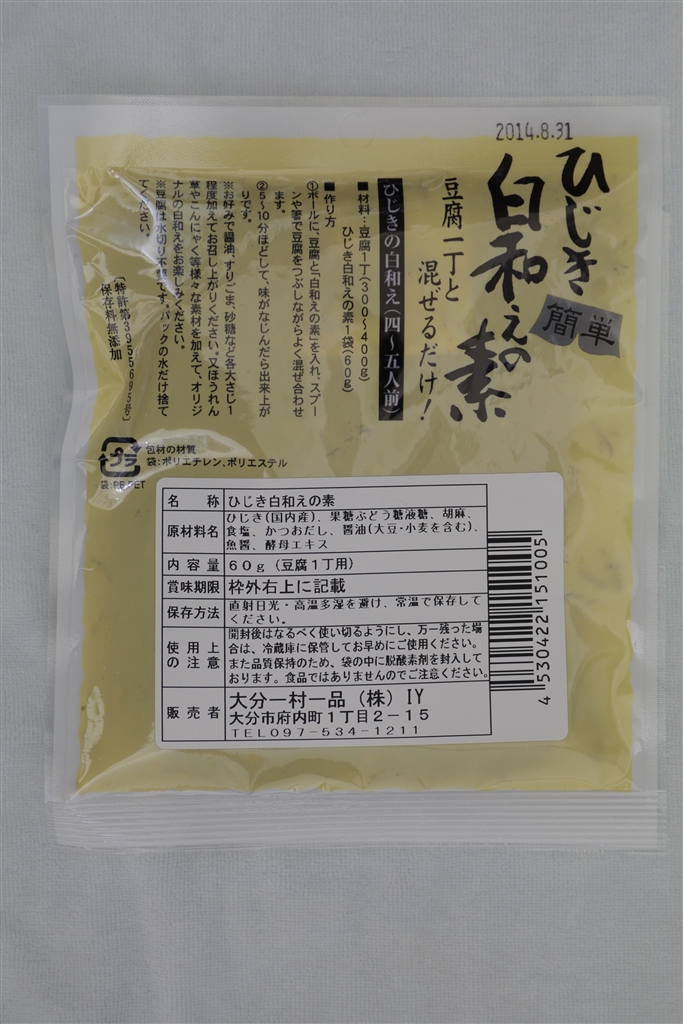 2014.8.31
ひじき
白和えの素
簡単
豆腐一丁と
混ぜるだけ!
ひじきの白和え(四〜五人前)
■材料:豆腐1丁(300〜400g)
ひじき白和えの素1袋(60g)
■作り方
①ボールに、豆腐と「白和えの素」を入れ、スプー
ンや箸で豆腐をつぶしながらよく混ぜ合わせ
ます。
②5〜10分ほどして、味がなじんだら出来上が
りです。
※お好みで醤油、すりごま、砂糖など各大さじ1
程度加えてお召し上がりください。又ほうれん
草やこんにゃく等様々な素材を加えて、オリジ
ナルの白和えをお楽しみください。
※豆腐は水切り不要です。パックの水だけ捨て
てください。
〔特許第3955695号〕
保存料無添加
プラ
包材の材質
袋:ポリエチレン、ポリエステル
袋:PE,PET
名 称 ひじき白和えの素
原材料名 ひじき(国内産)、果糖ぶどう糖液糖、胡麻、
食塩、かつおだし、醤油(大豆・小麦を含む)、
魚醤、酵母エキス
内 容 量 60g(豆腐1丁用)
賞味期限 枠外右上に記載
保存方法 直射日光・高温多湿を避け、常温で保存して
ください。
使 用 上
の 注 意 開封後はなるべく使い切るようにし、万一残った場
合は、冷蔵庫に保管してお早めにご使用ください。
また品質保持のため、袋の中に脱酸素剤を封入して
おります。食品ではありませんのでご注意ください。
販 売 者 大分一村一品(株)IY
大分市府内町1丁目2−15
TEL097−534−1211
4 530422 151005